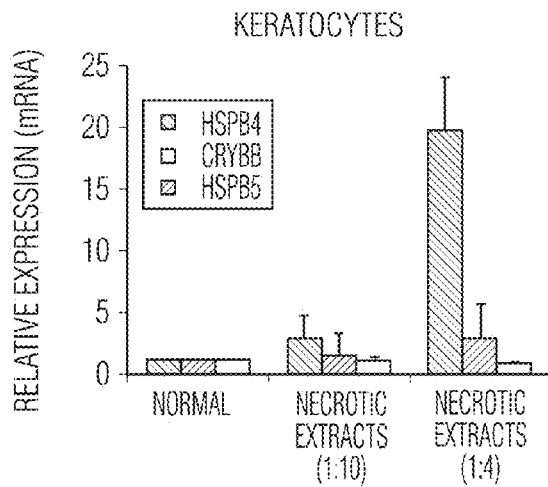 KERATOCYTES
RELATIVE EXPRESSION (mRNA)
25
20
15
10
5
0
HSPB4
CRYBB
HSPB5
NORMAL
NECROTIC
EXTRACTS
(1:10)
NECROTIC
EXTRACTS
(1:4)